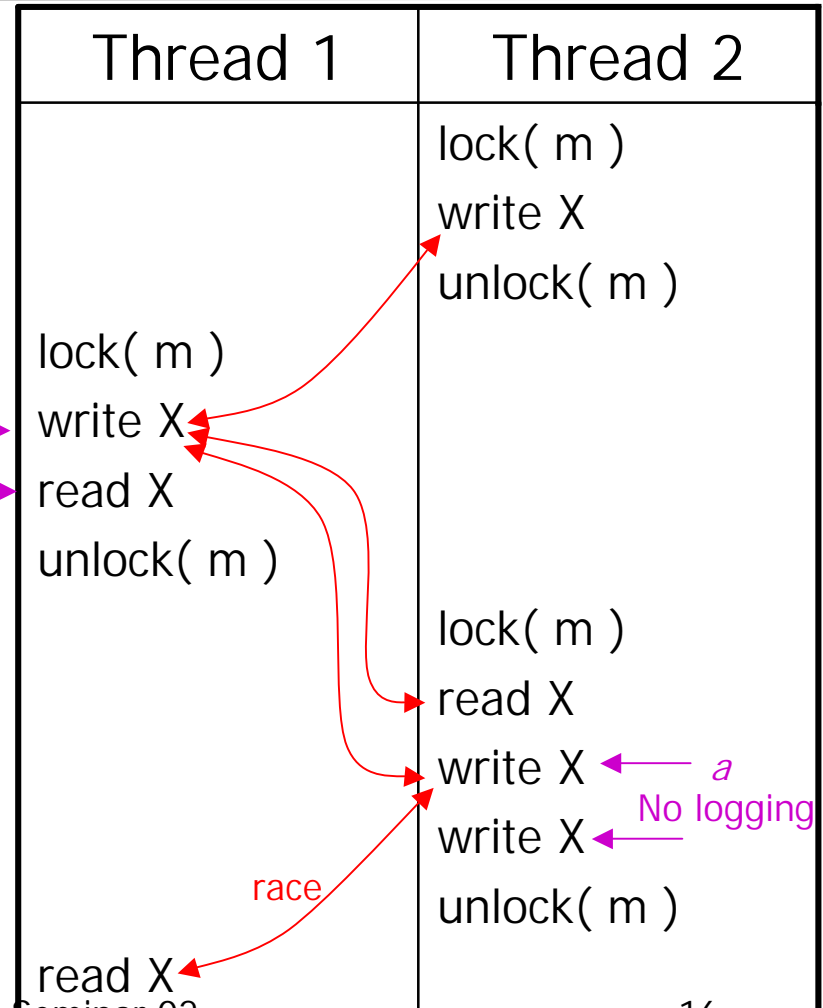 Thread 1 Thread 2
lock( m )
write X
unlock( m )
lock( m )
write X
read X
unlock( m )
lock( m )
read X
write X a
No logging
write X
race
unlock( m )
read X